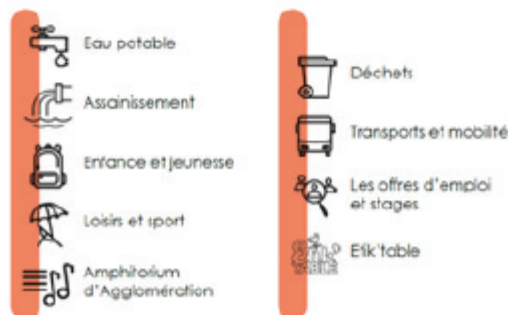 Eau potable
Assainissement
Enfance et jeunesse
Loisirs et sport
Amphitorium
d'Agglomération
Déchets
Transports et mobilité
Les offres d'emploi
et stages
Etik'table
TABLE